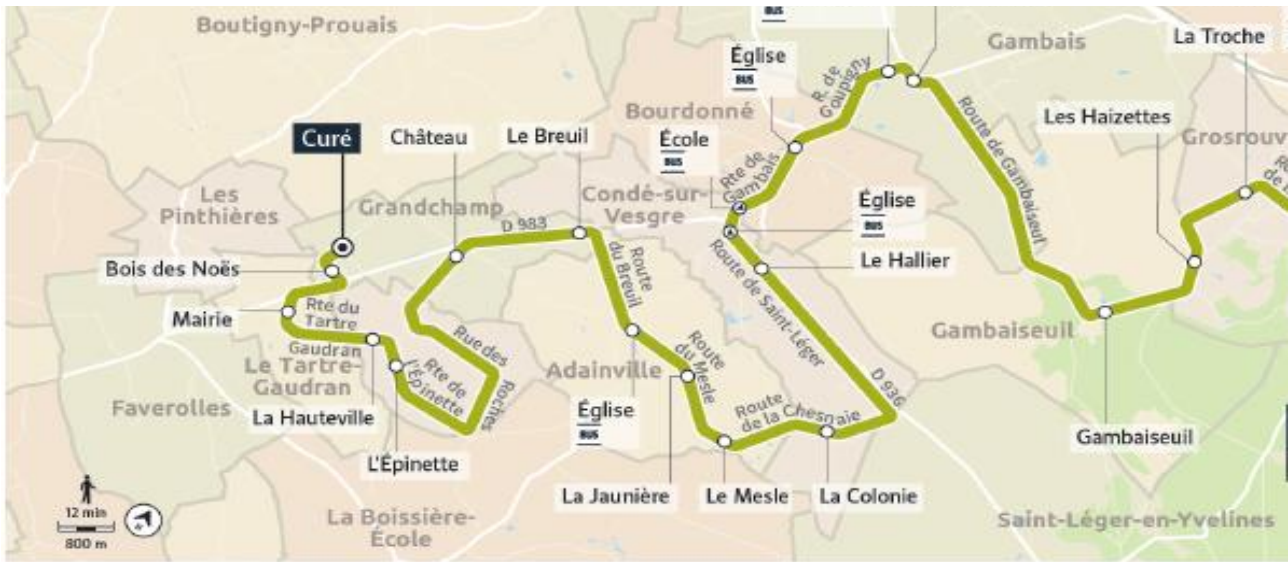 Boutigny-Prouais
BUS
Gambais
La Troche
Église
BUS
R. de
Goupigny
Bourdonné
Les Haizettes
Route de Gambaiseuil
Curé
Château
Le Breuil
École
BUS
Grosrouv
Rte de
Gambais
Les
Pinthières
Grandchamp
Condé-sur-
Vesgre
Église
BUS
D 983
Bois des Noës
Route
du Breuil
Le Hallier
Route de Saint-Léger
Mairie
Rte du
Tartre
Gaudran
Rue des
Roches
Gambaiseuil
Le Tartre-
Gaudran
Rte de
l'Épinette
Adainville
Route
du Mesle
D 936
Faverolles
La Hauteville
Église
BUS
Route
de la Chesnaie
Gambaiseuil
L'Épinette
La Jaunière
Le Mesle
La Colonie
12 min
800 m
La Boissière-
École
Saint-Léger-en-Yvelines